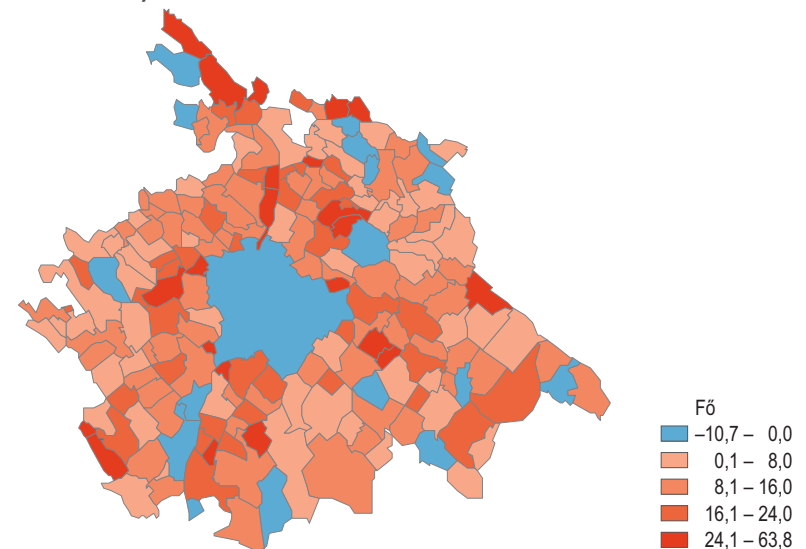 Fő
–10,7 – 0,0
0,1 – 8,0
8,1 – 16,0
16,1 – 24,0
24,1 – 63,8